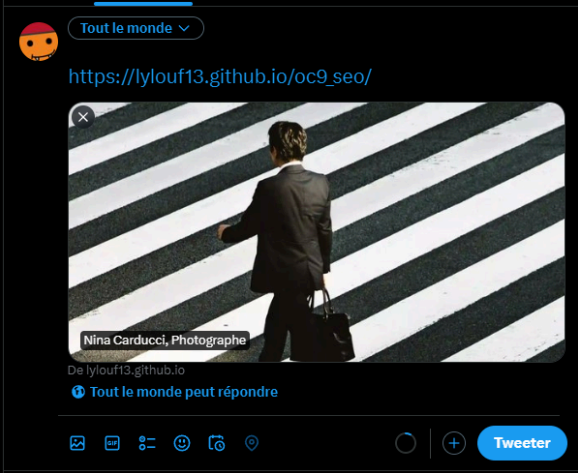 Tout le monde
https://lylouf13.github.io/oc9_seo/
Nina Carducci, Photographe
De lylouf13.github.io
Tout le monde peut répondre
GIF
Tweeter